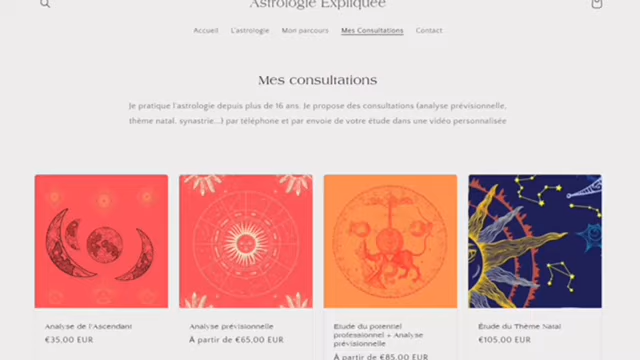 Astrologie Expliquée
Accueil L'astrologie Mon parcours Mes Consultations Contact
Mes consultations
Je pratique l'astrologie depuis plus de 16 ans. Je propose des consultations (analyse prévisionnelle,
thème natal, synastrie...) par téléphone et par envoie de votre étude dans une vidéo personnalisée
Analyse de l'Ascendant
€35,00 EUR
Analyse prévisionnelle
À partir de €65,00 EUR
Étude du potentiel
professionnel + Analyse
prévisionnelle
À partir de €85,00 EUR
Étude du Thème Natal
€105,00 EUR